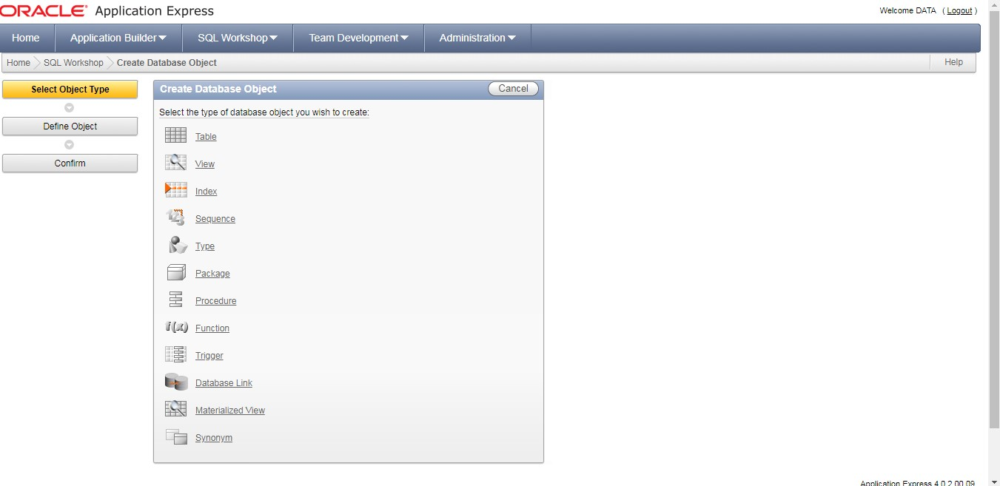 ORACLE® Application Express
Welcome DATA ( Logout )
Home Application Builder SQL Workshop Team Development Administration
Home SQL Workshop Create Database Object Help
Select Object Type
Define Object
Confirm
Create Database Object Cancel
Select the type of database object you wish to create:
Table
View
Index
123 Sequence
Type
Package
Procedure
f(x) Function
Trigger
Database Link
Materialized View
Synonym
Application Express 4.0.2.00.09